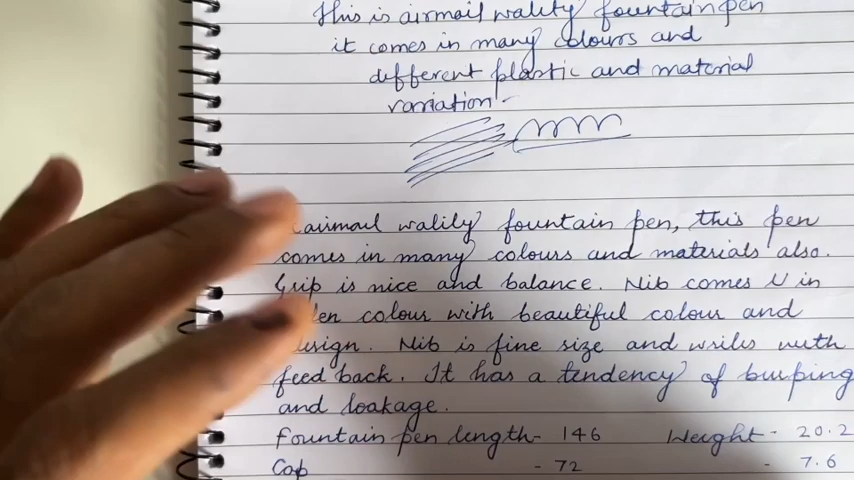 This is airmail wality fountain pen
it comes in many colours and
different plastic and material
variation -
airmail wality fountain pen, this pen
comes in many colours and materials also.
Grip is nice and balance. Nib comes in
colour with beautiful colour and
design. Nib is fine size and writes with
feed back. It has a tendency of burping
and leakage.
Fountain pen length - 146 Weight - 20.2
Cap - 72 - 7.6